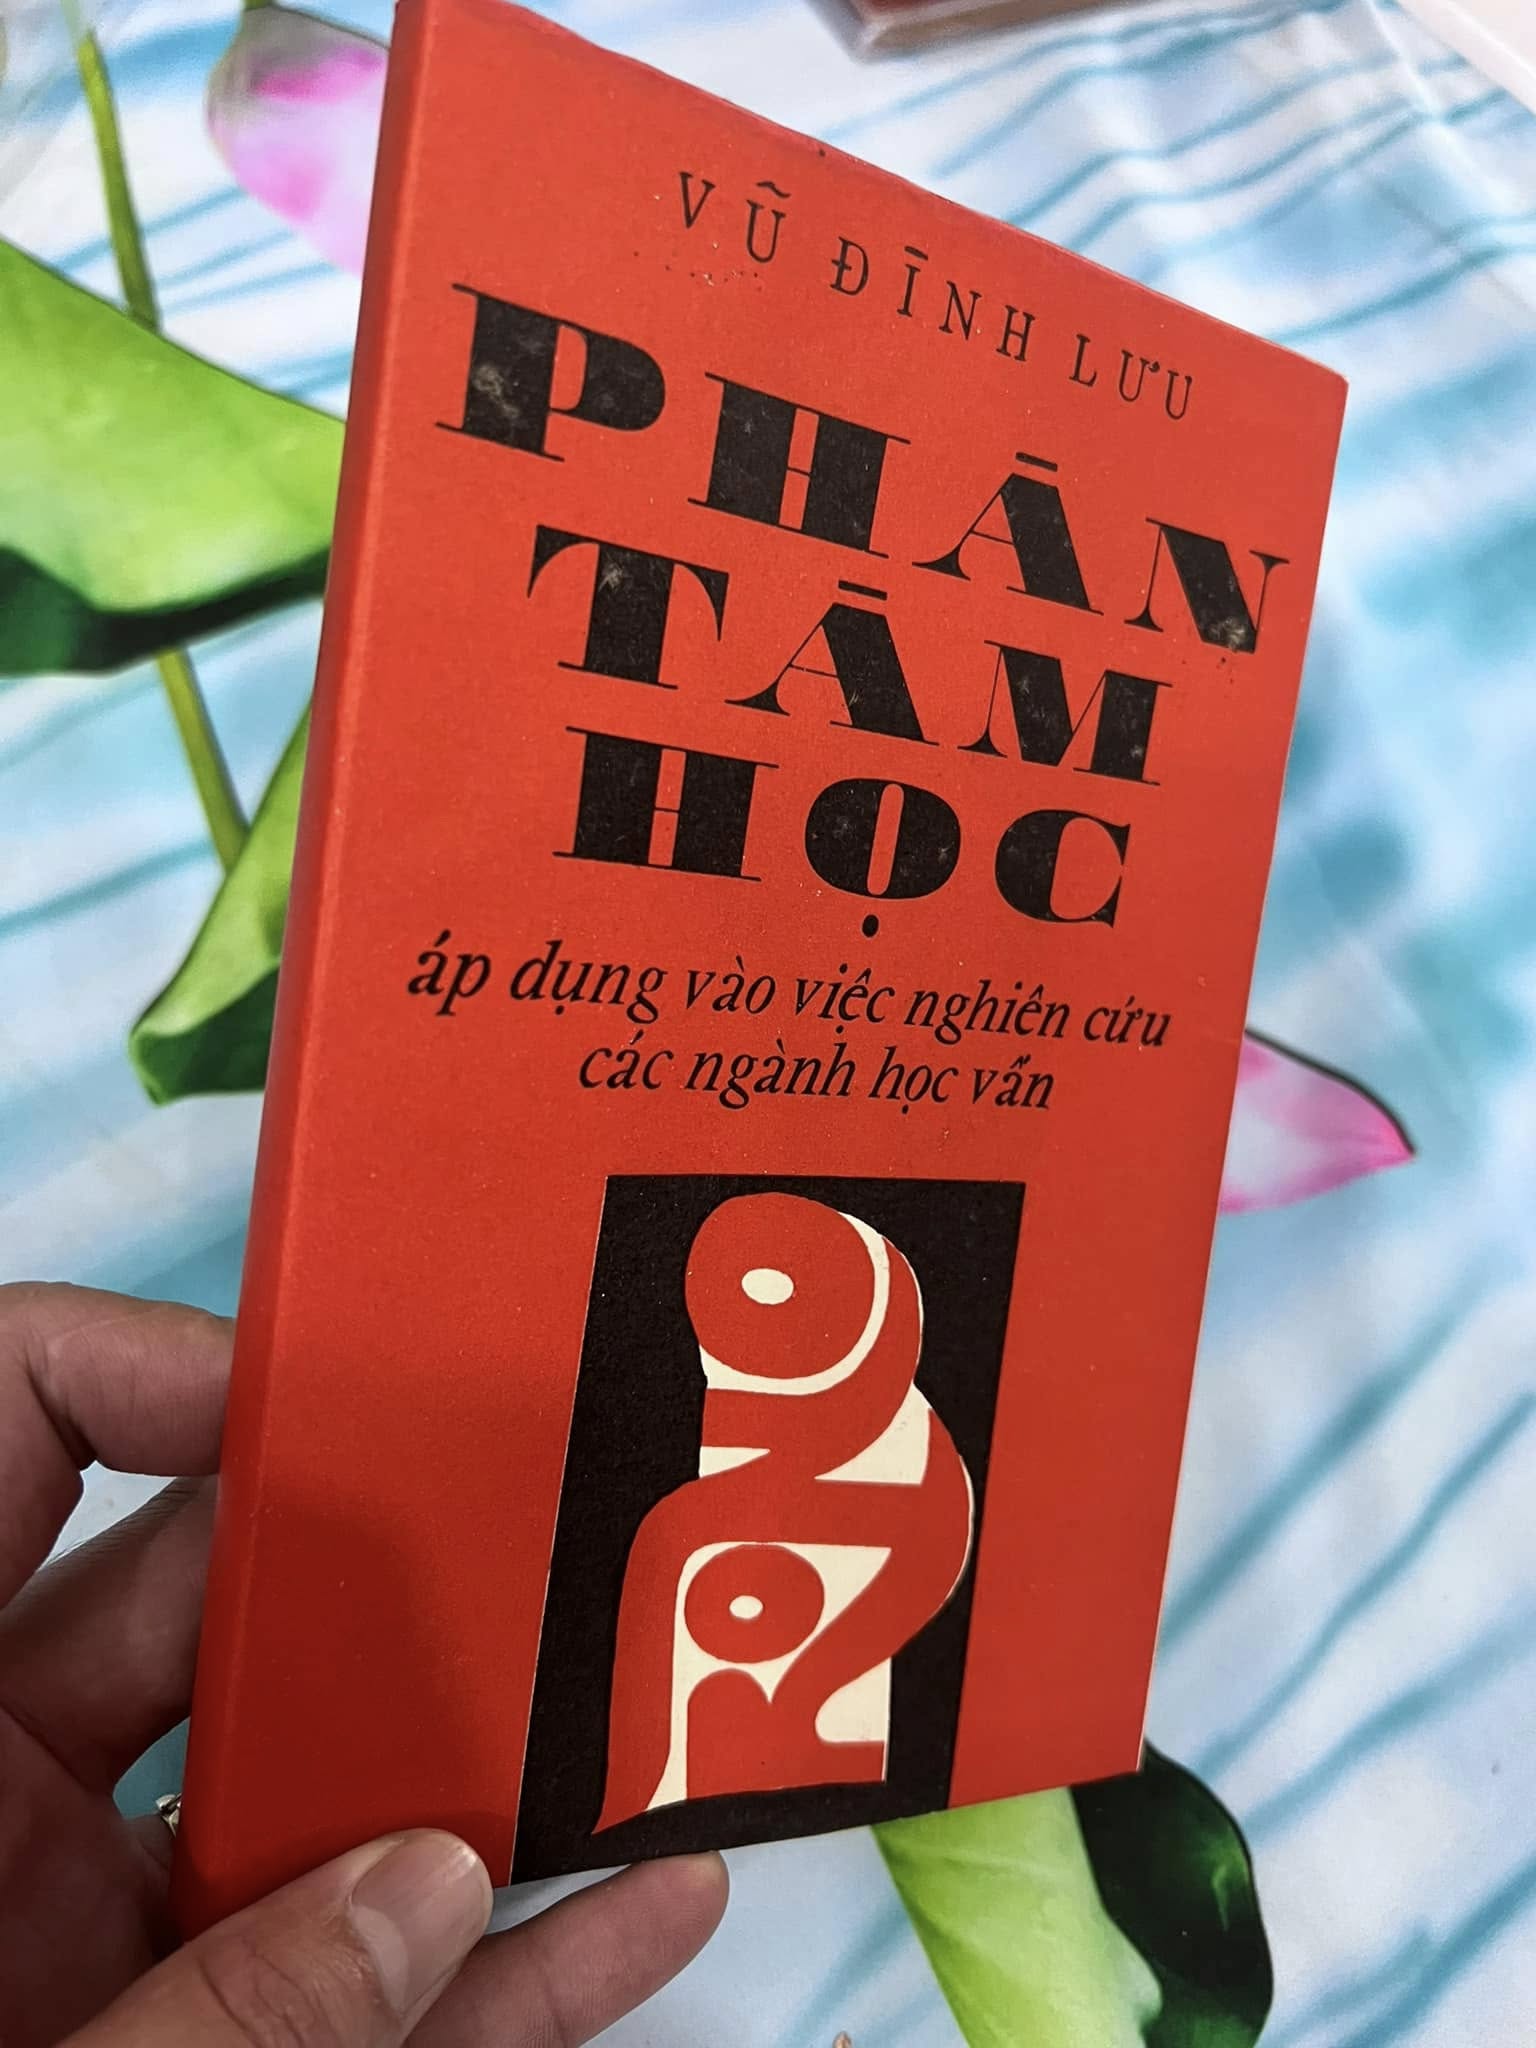 VŨ ĐÌNH LƯU
PHÂN
TÂM
HỌC
áp dụng vào việc nghiên cứu
các ngành học vấn